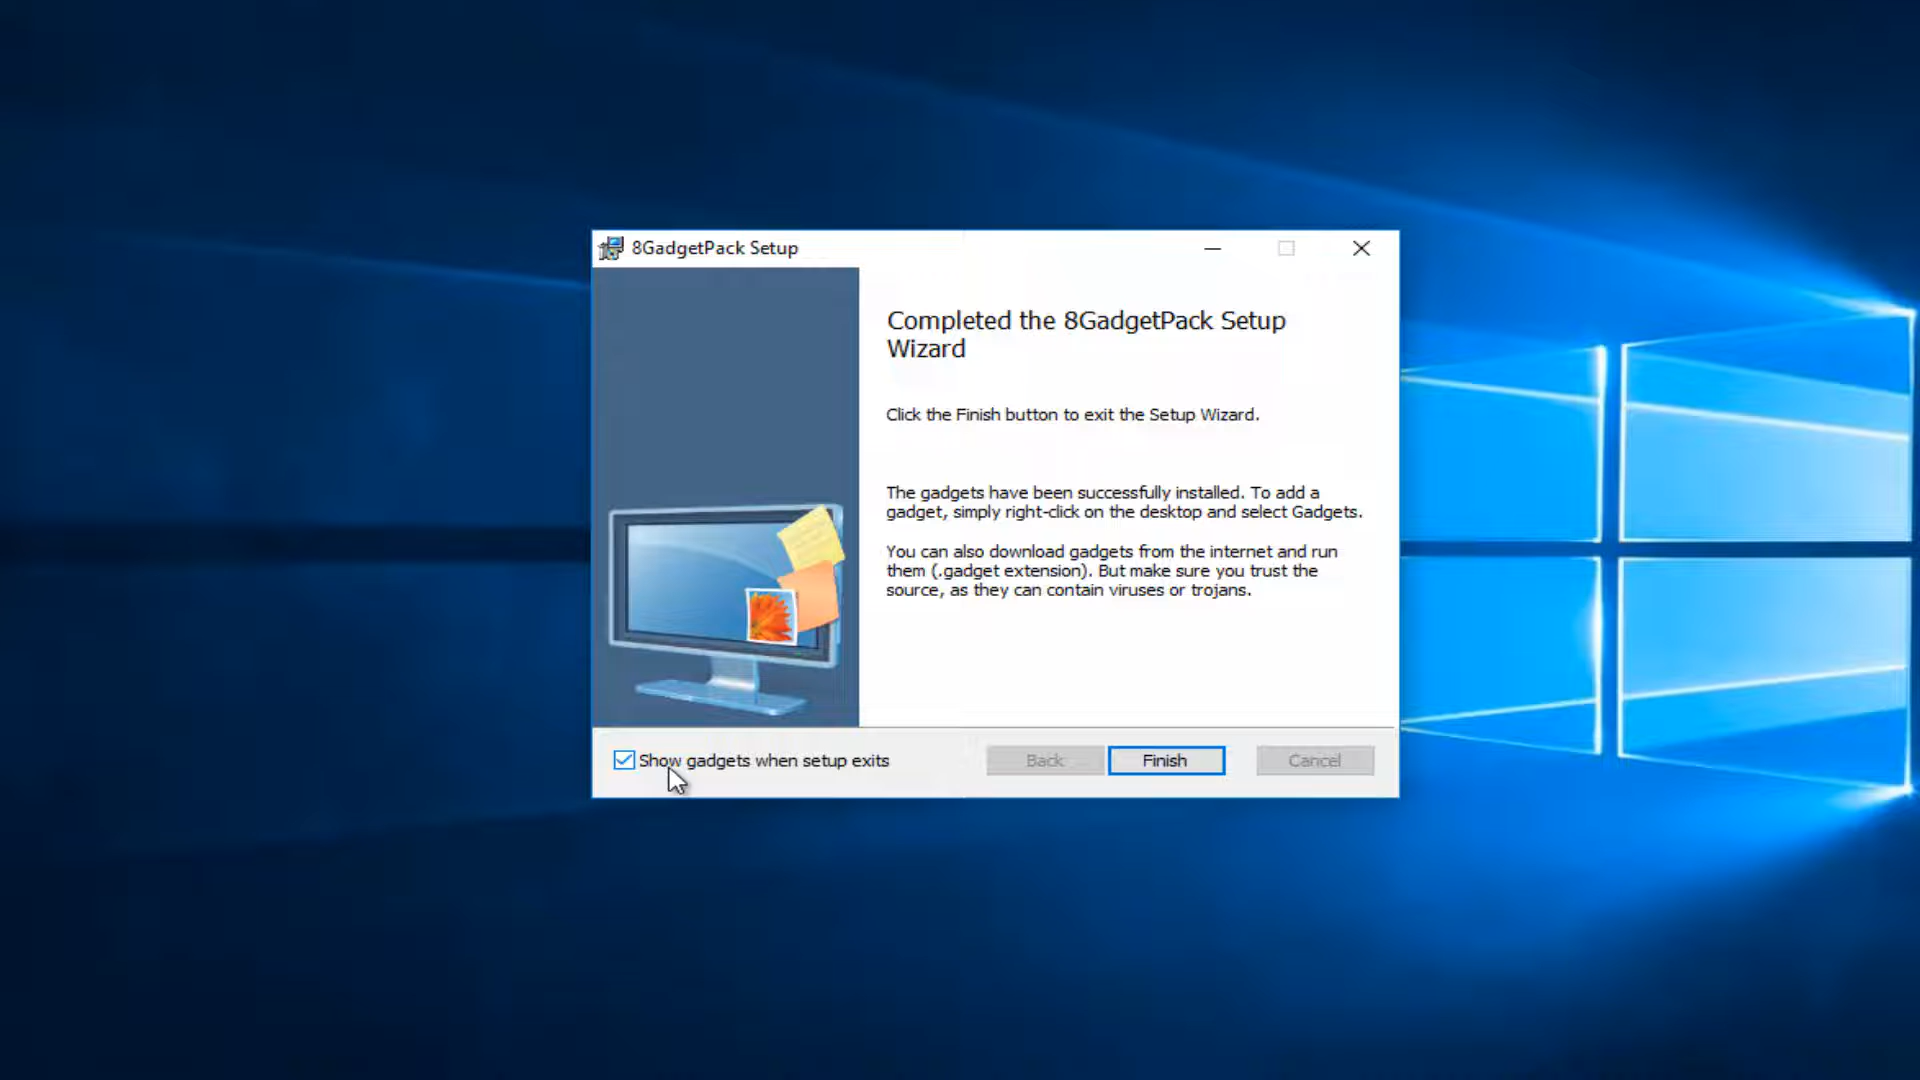 8GadgetPack Setup
Completed the 8GadgetPack Setup
Wizard
Click the Finish button to exit the Setup Wizard.
The gadgets have been successfully installed. To add a
gadget, simply right-click on the desktop and select Gadgets.
You can also download gadgets from the internet and run
them (.gadget extension). But make sure you trust the
source, as they can contain viruses or trojans.
Show gadgets when setup exits
Back
Finish
Cancel